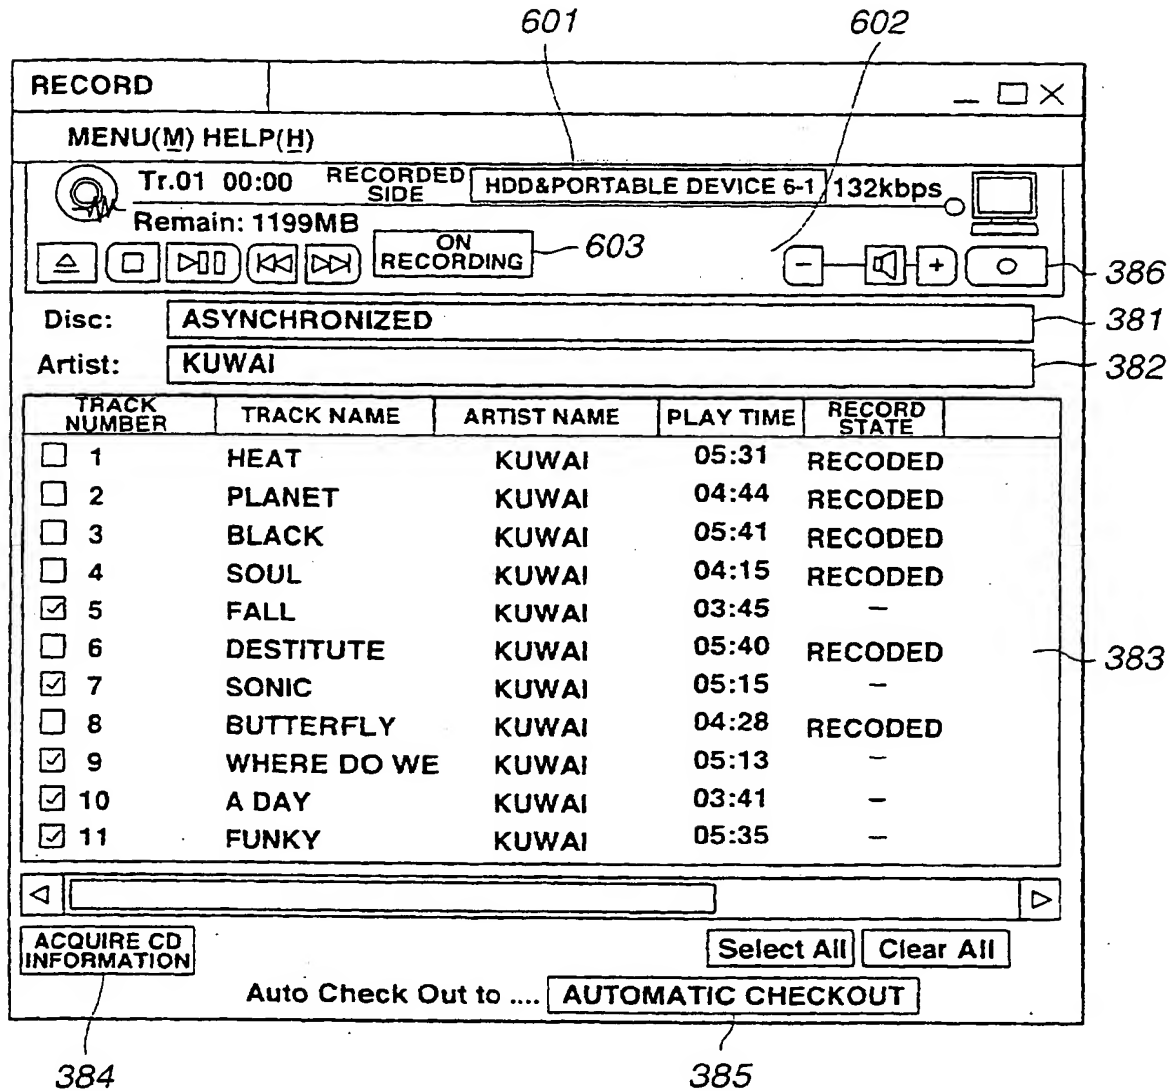 601 602
RECORD
MENU(M) HELP(H)
Tr.01 00:00 RECORDED SIDE HDD&PORTABLE DEVICE 6-1 132kbps
Remain: 1199MB
ON RECORDING 603
- + 386
Disc: ASYNCHRONIZED 381
Artist: KUWAI 382
TRACK NUMBER TRACK NAME ARTIST NAME PLAY TIME RECORD STATE
1 HEAT KUWAI 05:31 RECODED
2 PLANET KUWAI 04:44 RECODED
3 BLACK KUWAI 05:41 RECODED
4 SOUL KUWAI 04:15 RECODED
5 FALL KUWAI 03:45 –
6 DESTITUTE KUWAI 05:40 RECODED
383
7 SONIC KUWAI 05:15 –
8 BUTTERFLY KUWAI 04:28 RECODED
9 WHERE DO WE KUWAI 05:13 –
10 A DAY KUWAI 03:41 –
11 FUNKY KUWAI 05:35 –
ACQUIRE CD INFORMATION Select All Clear All
Auto Check Out to .... AUTOMATIC CHECKOUT
384 385